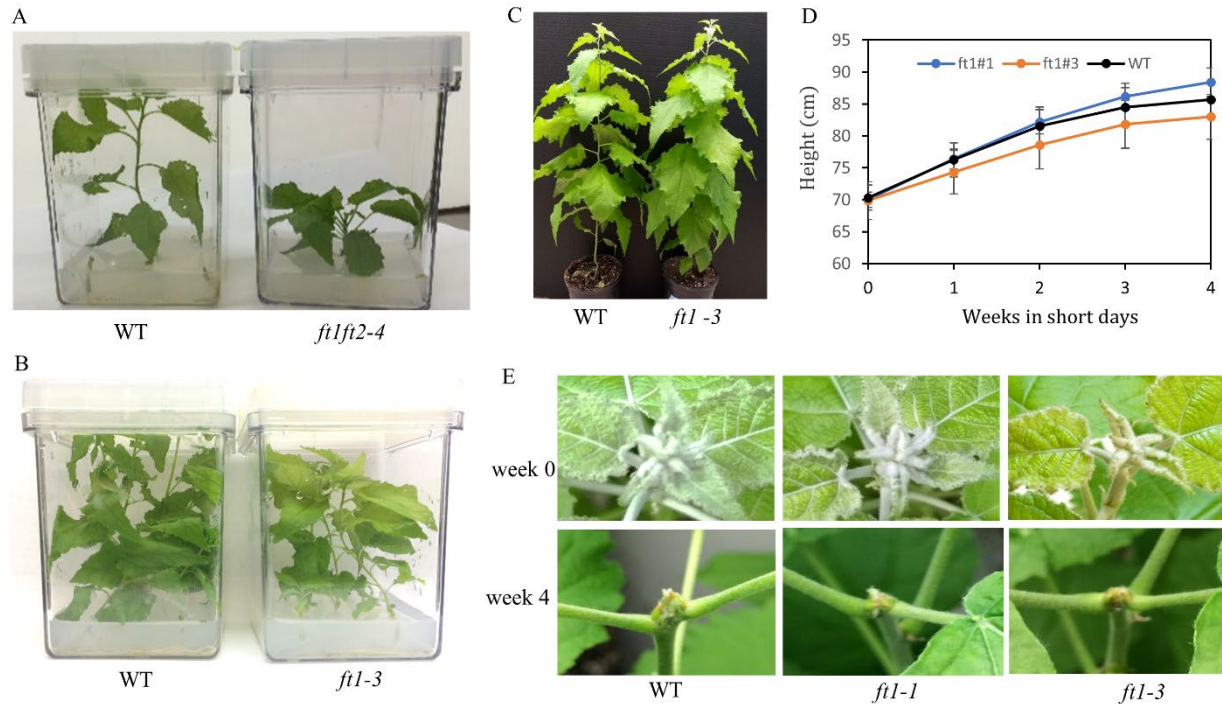 A
WT
ft1ft2-4
B
WT
ft1-3
C
WT
ft1 -3
D
ft1#1
ft1#3
WT
Height (cm)
95
90
85
80
75
70
65
60
0
1
2
3
4
Weeks in short days
E
week 0
week 4
WT
ft1-1
ft1-3